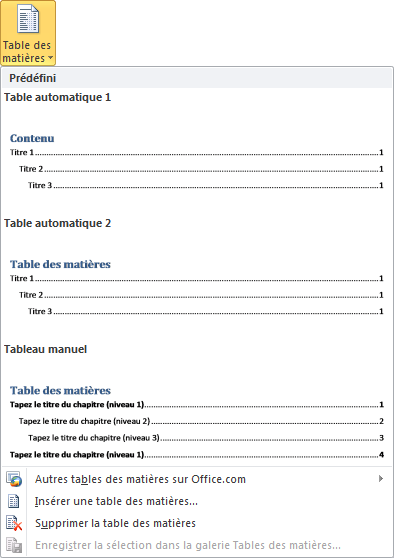 Table des
matières
Prédéfini
Table automatique 1
Contenu
Titre 1 1
Titre 2 1
Titre 3 1
Table automatique 2
Table des matières
Titre 1 1
Titre 2 1
Titre 3 1
Tableau manuel
Table des matières
Tapez le titre du chapitre (niveau 1) 1
Tapez le titre du chapitre (niveau 2) 2
Tapez le titre du chapitre (niveau 3) 3
Tapez le titre du chapitre (niveau 1) 4
Autres tables des matières sur Office.com
Insérer une table des matières...
Supprimer la table des matières
Enregistrer la sélection dans la galerie Tables des matières...